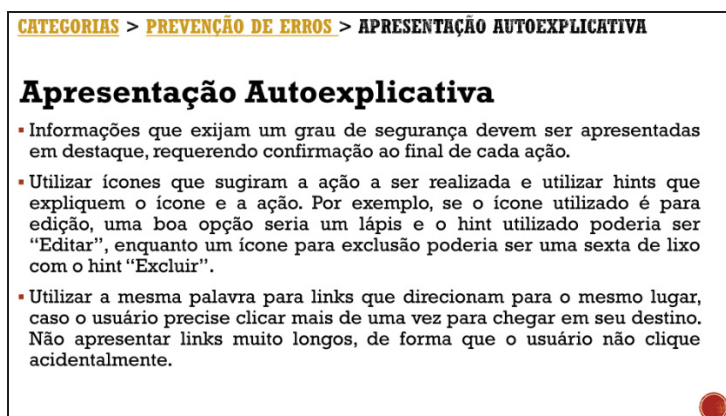 CATEGORIAS > PREVENÇÃO DE ERROS > APRESENTAÇÃO AUTOEXPLICATIVA
Apresentação Autoexplicativa
▪ Informações que exijam um grau de segurança devem ser apresentadas
em destaque, requerendo confirmação ao final de cada ação.
▪ Utilizar ícones que sugiram a ação a ser realizada e utilizar hints que
expliquem o ícone e a ação. Por exemplo, se o ícone utilizado é para
edição, uma boa opção seria um lápis e o hint utilizado poderia ser
“Editar”, enquanto um ícone para exclusão poderia ser uma sexta de lixo
com o hint “Excluir”.
▪ Utilizar a mesma palavra para links que direcionam para o mesmo lugar,
caso o usuário precise clicar mais de uma vez para chegar em seu destino.
Não apresentar links muito longos, de forma que o usuário não clique
acidentalmente.